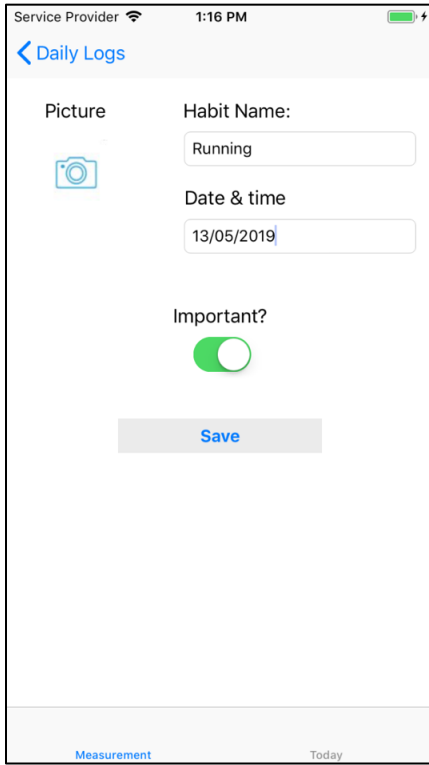 Service Provider 1:16 PM
Daily Logs
Picture
Habit Name:
Running
Date & time
13/05/2019
Important?
Save
Measurement Today